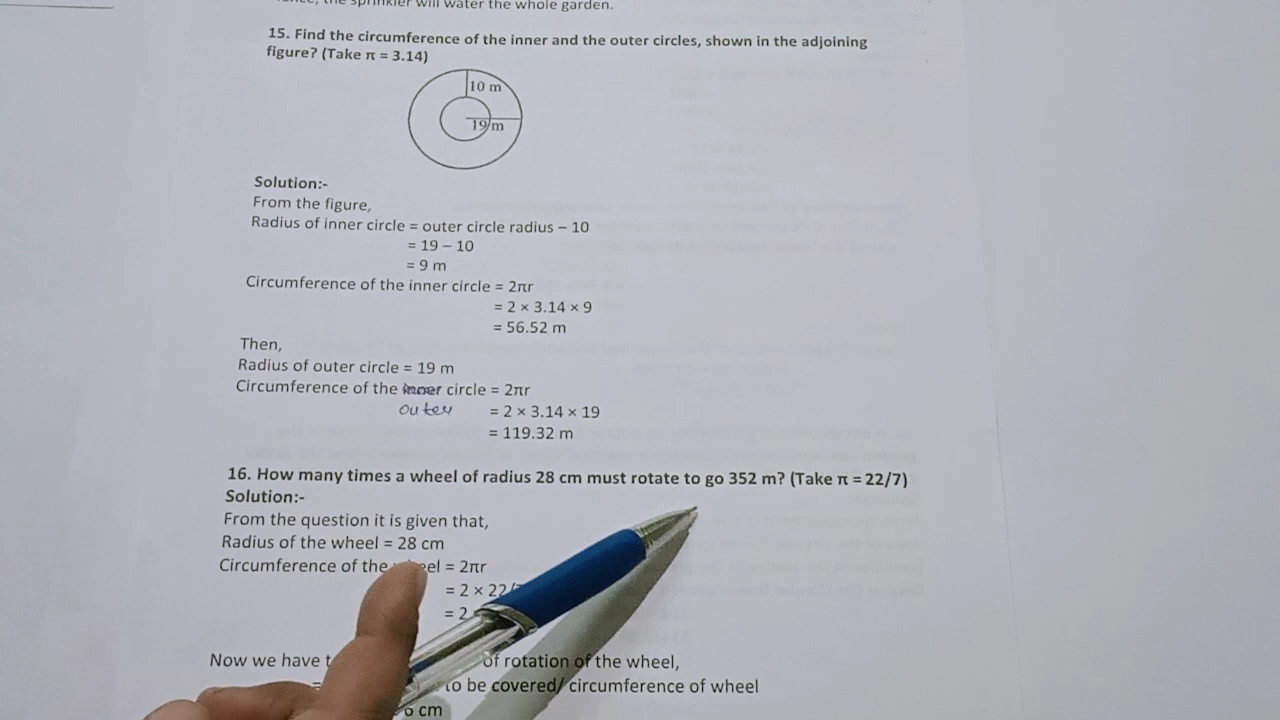 the sprinkler will water the whole garden.
15. Find the circumference of the inner and the outer circles, shown in the adjoining
figure? (Take π = 3.14)
10 m
19 m
Solution:-
From the figure,
Radius of inner circle = outer circle radius – 10
= 19 – 10
= 9 m
Circumference of the inner circle = 2πr
= 2 × 3.14 × 9
= 56.52 m
Then,
Radius of outer circle = 19 m
Circumference of the inner circle = 2πr
outer = 2 × 3.14 × 19
= 119.32 m
16. How many times a wheel of radius 28 cm must rotate to go 352 m? (Take π = 22/7)
Solution:-
From the question it is given that,
Radius of the wheel = 28 cm
Circumference of the = 2πr
= 2 × 22/
= 2
Now we have of rotation of the wheel,
to be covered/ circumference of wheel
cm